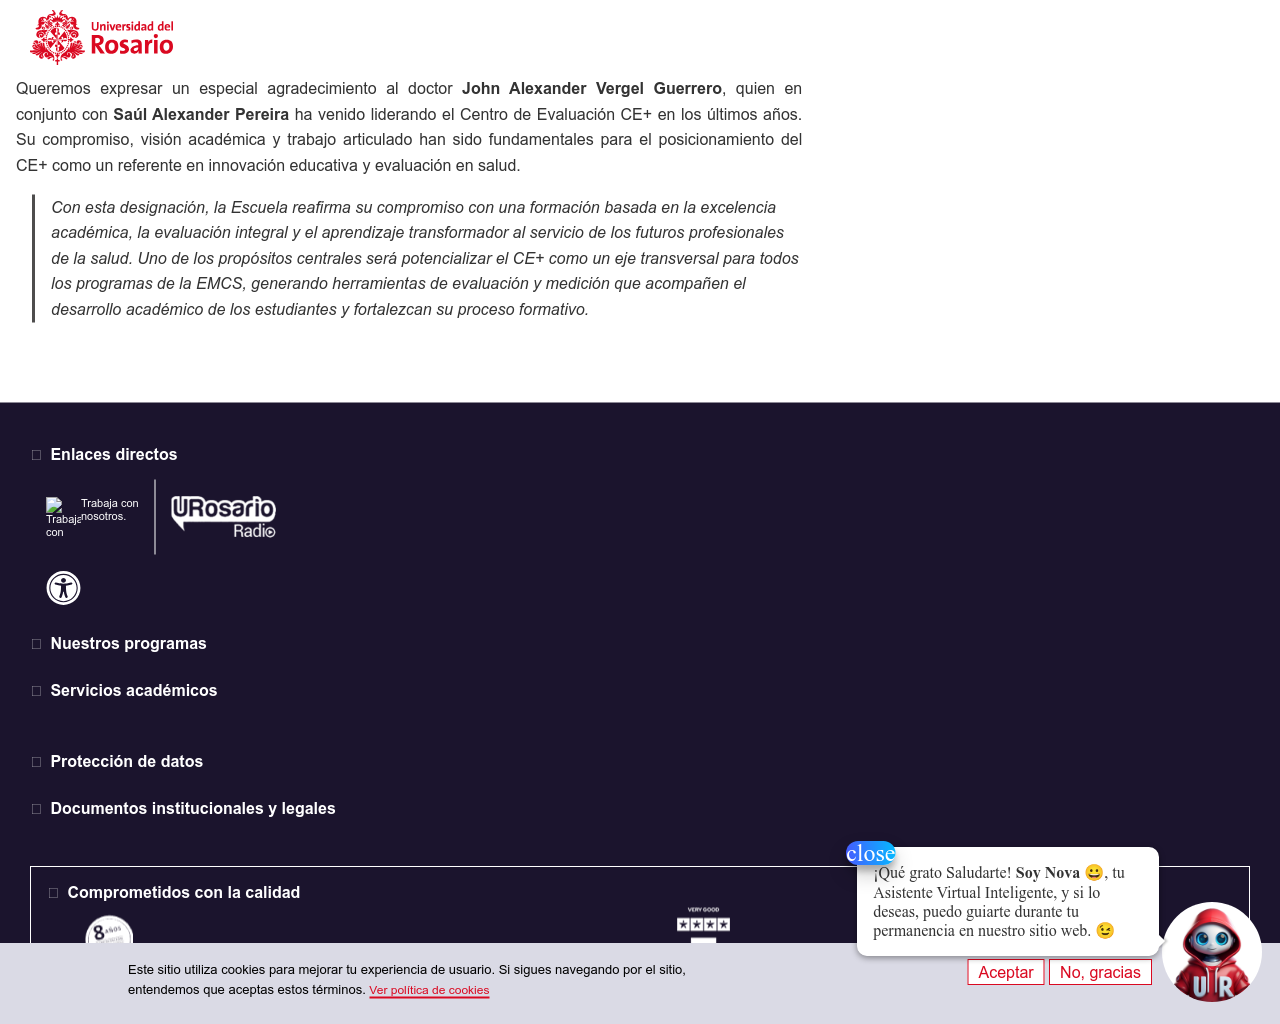 Universidad del
Rosario
Queremos expresar un especial agradecimiento al doctor John Alexander Vergel Guerrero, quien en
conjunto con Saúl Alexander Pereira ha venido liderando el Centro de Evaluación CE+ en los últimos años.
Su compromiso, visión académica y trabajo articulado han sido fundamentales para el posicionamiento del
CE+ como un referente en innovación educativa y evaluación en salud.
Con esta designación, la Escuela reafirma su compromiso con una formación basada en la excelencia
académica, la evaluación integral y el aprendizaje transformador al servicio de los futuros profesionales
de la salud. Uno de los propósitos centrales será potencializar el CE+ como un eje transversal para todos
los programas de la EMCS, generando herramientas de evaluación y medición que acompañen el
desarrollo académico de los estudiantes y fortalezcan su proceso formativo.
Enlaces directos
Trabaja con
Trabaja con
nosotros.
URosario
Radio
Nuestros programas
Servicios académicos
Protección de datos
Documentos institucionales y legales
Comprometidos con la calidad
8 AÑOS
VERY GOOD
close
¡Qué grato Saludarte! Soy Nova 😀, tu
Asistente Virtual Inteligente, y si lo
deseas, puedo guiarte durante tu
permanencia en nuestro sitio web. 😉
UR
Este sitio utiliza cookies para mejorar tu experiencia de usuario. Si sigues navegando por el sitio,
entendemos que aceptas estos términos. Ver política de cookies
Aceptar
No, gracias